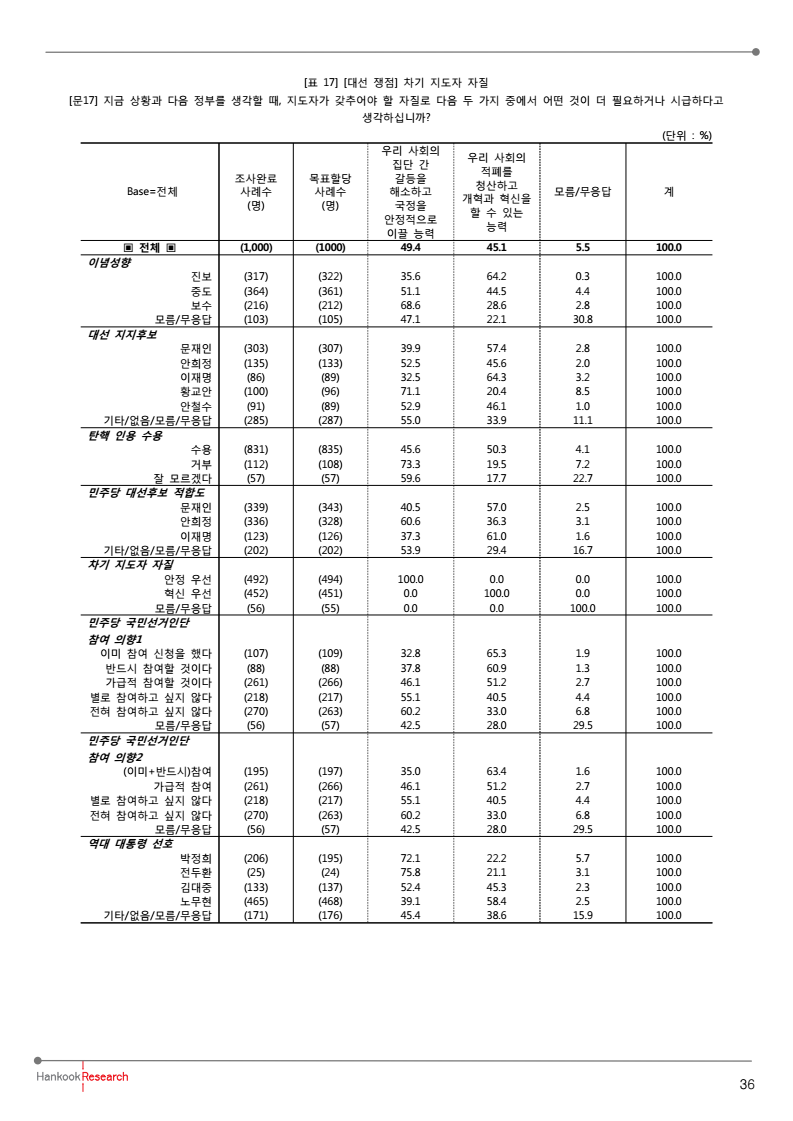 [표 17] [대선 쟁점] 차기 지도자 자질
[문17] 지금 상황과 다음 정부를 생각할 때, 지도자가 갖추어야 할 자질로 다음 두 가지 중에서 어떤 것이 더 필요하거나 시급하다고
생각하십니까?
(단위 : %)
Base=전체 조사완료 사례수 (명) 목표할당 사례수 (명) 우리 사회의 집단 간 갈등을 해소하고 국정을 안정적으로 이끌 능력 우리 사회의 적폐를 청산하고 개혁과 혁신을 할 수 있는 능력 모름/무응답 계
▣ 전체 ▣ (1,000) (1000) 49.4 45.1 5.5 100.0
이념성향
진보 (317) (322) 35.6 64.2 0.3 100.0
중도 (364) (361) 51.1 44.5 4.4 100.0
보수 (216) (212) 68.6 28.6 2.8 100.0
모름/무응답 (103) (105) 47.1 22.1 30.8 100.0
대선 지지후보
문재인 (303) (307) 39.9 57.4 2.8 100.0
안희정 (135) (133) 52.5 45.6 2.0 100.0
이재명 (86) (89) 32.5 64.3 3.2 100.0
황교안 (100) (96) 71.1 20.4 8.5 100.0
안철수 (91) (89) 52.9 46.1 1.0 100.0
기타/없음/모름/무응답 (285) (287) 55.0 33.9 11.1 100.0
탄핵 인용 수용
수용 (831) (835) 45.6 50.3 4.1 100.0
거부 (112) (108) 73.3 19.5 7.2 100.0
잘 모르겠다 (57) (57) 59.6 17.7 22.7 100.0
민주당 대선후보 적합도
문재인 (339) (343) 40.5 57.0 2.5 100.0
안희정 (336) (328) 60.6 36.3 3.1 100.0
이재명 (123) (126) 37.3 61.0 1.6 100.0
기타/없음/모름/무응답 (202) (202) 53.9 29.4 16.7 100.0
차기 지도자 자질
안정 우선 (492) (494) 100.0 0.0 0.0 100.0
혁신 우선 (452) (451) 0.0 100.0 0.0 100.0
모름/무응답 (56) (55) 0.0 0.0 100.0 100.0
민주당 국민선거인단
참여 의향1
이미 참여 신청을 했다 (107) (109) 32.8 65.3 1.9 100.0
반드시 참여할 것이다 (88) (88) 37.8 60.9 1.3 100.0
가급적 참여할 것이다 (261) (266) 46.1 51.2 2.7 100.0
별로 참여하고 싶지 않다 (218) (217) 55.1 40.5 4.4 100.0
전혀 참여하고 싶지 않다 (270) (263) 60.2 33.0 6.8 100.0
모름/무응답 (56) (57) 42.5 28.0 29.5 100.0
민주당 국민선거인단
참여 의향2
(이미+반드시)참여 (195) (197) 35.0 63.4 1.6 100.0
가급적 참여 (261) (266) 46.1 51.2 2.7 100.0
별로 참여하고 싶지 않다 (218) (217) 55.1 40.5 4.4 100.0
전혀 참여하고 싶지 않다 (270) (263) 60.2 33.0 6.8 100.0
모름/무응답 (56) (57) 42.5 28.0 29.5 100.0
역대 대통령 선호
박정희 (206) (195) 72.1 22.2 5.7 100.0
전두환 (25) (24) 75.8 21.1 3.1 100.0
김대중 (133) (137) 52.4 45.3 2.3 100.0
노무현 (465) (468) 39.1 58.4 2.5 100.0
기타/없음/모름/무응답 (171) (176) 45.4 38.6 15.9 100.0
Hankook Research
36